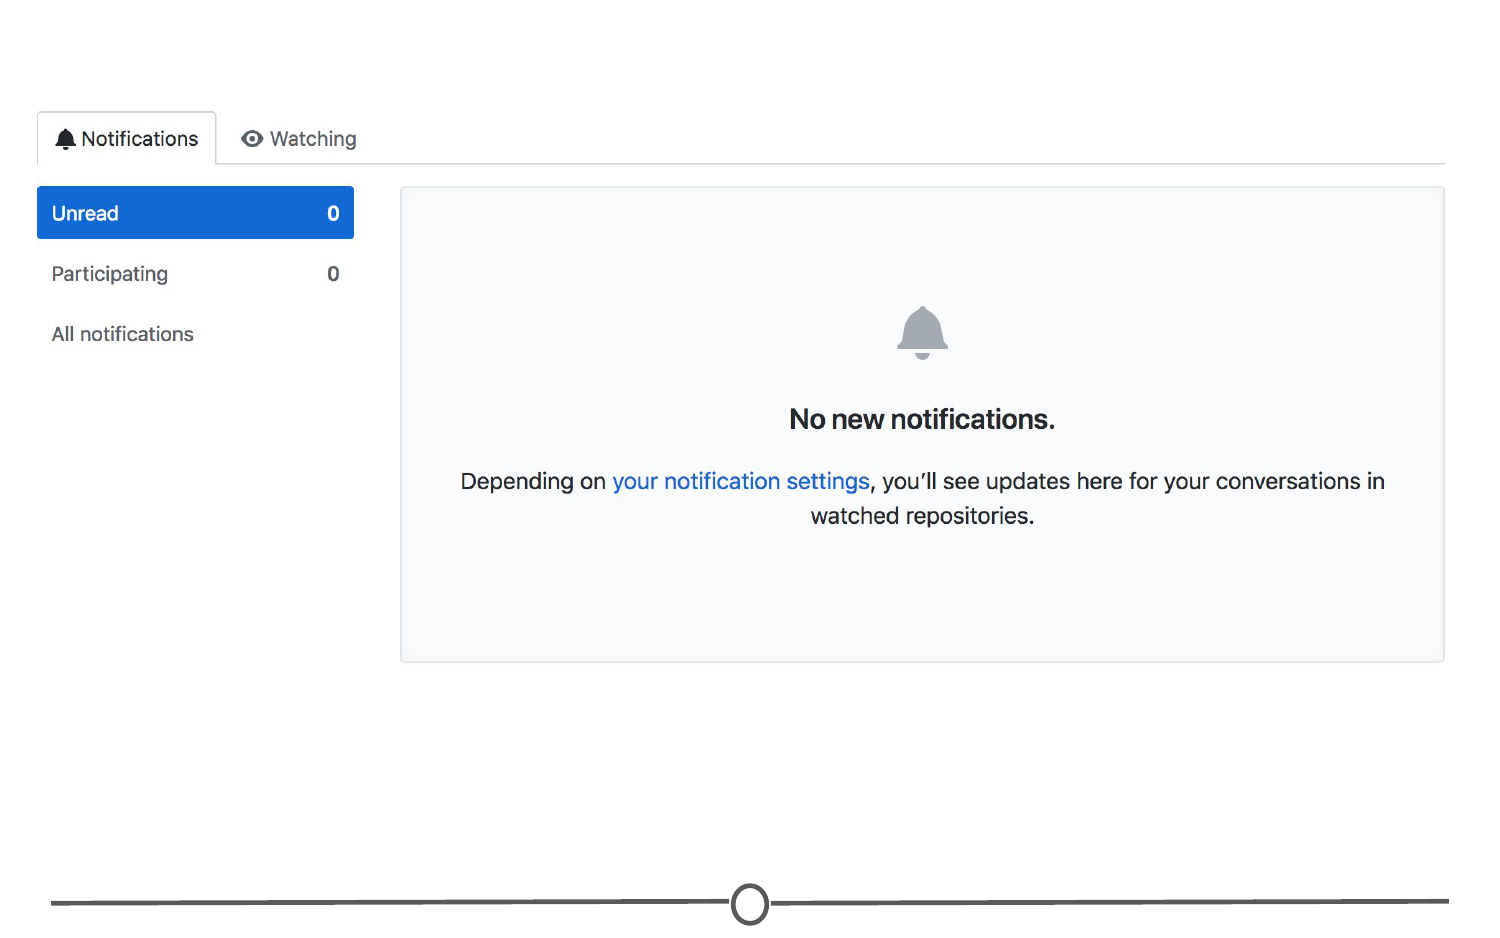 Notifications
Watching
Unread 0
Participating 0
All notifications
No new notifications.
Depending on your notification settings, you’ll see updates here for your conversations in
watched repositories.